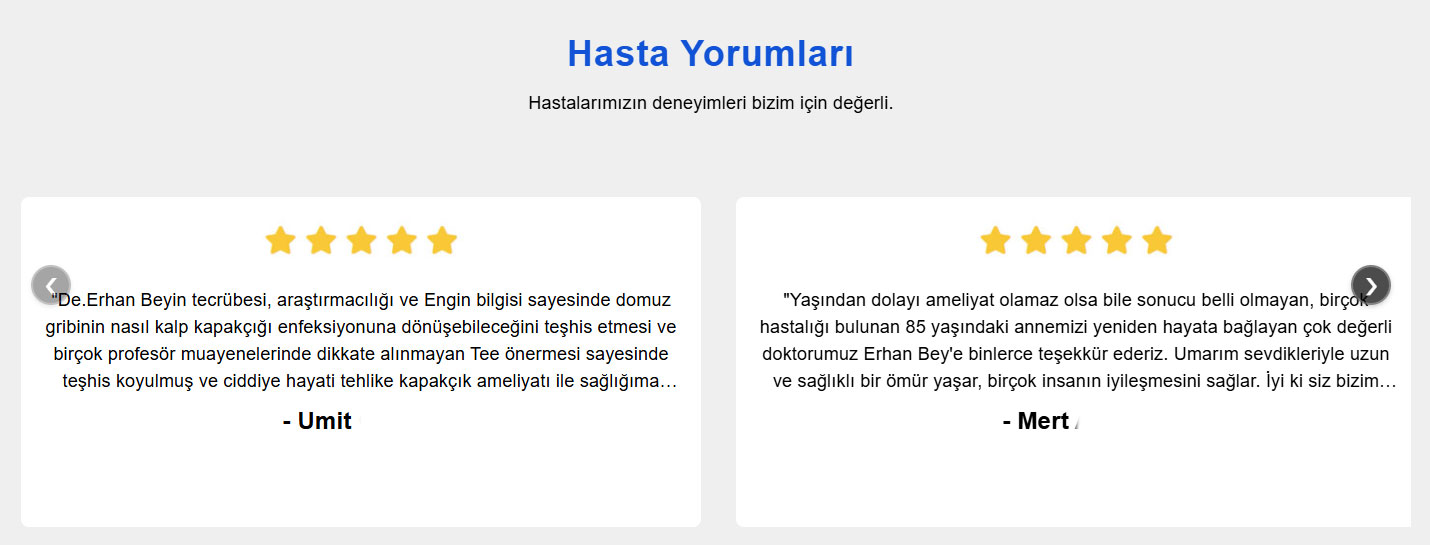 Hasta Yorumları
Hastalarımızın deneyimleri bizim için değerli.
"De.Erhan Beyin tecrübesi, araştırmacılığı ve Engin bilgisi sayesinde domuz
gribinin nasıl kalp kapakçığı enfeksiyonuna dönüşebileceğini teşhis etmesi ve
birçok profesör muayenelerinde dikkate alınmayan Tee önermesi sayesinde
teşhis koyulmuş ve ciddiye hayati tehlike kapakçık ameliyatı ile sağlığıma…
- Umit
"Yaşından dolayı ameliyat olamaz olsa bile sonucu belli olmayan, birçok
hastalığı bulunan 85 yaşındaki annemizi yeniden hayata bağlayan çok değerli
doktorumuz Erhan Bey'e binlerce teşekkür ederiz. Umarım sevdikleriyle uzun
ve sağlıklı bir ömür yaşar, birçok insanın iyileşmesini sağlar. İyi ki siz bizim…
- Mert